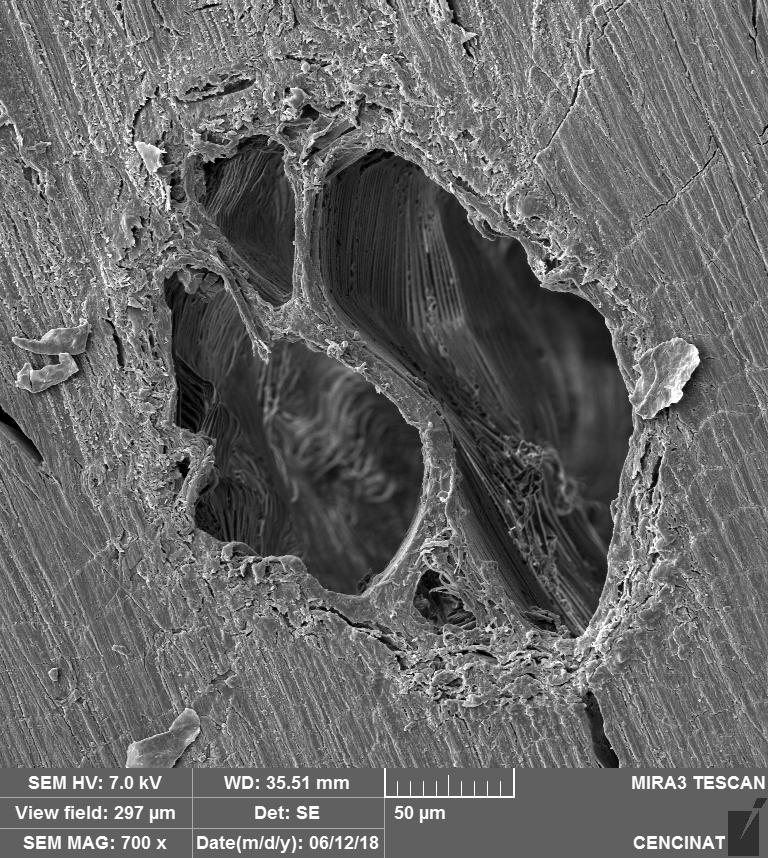 SEM HV: 7.0 kV WD: 35.51 mm MIRA3 TESCAN
View field: 297 µm Det: SE 50 µm
SEM MAG: 700 x Date(m/d/y): 06/12/18 CENCINAT